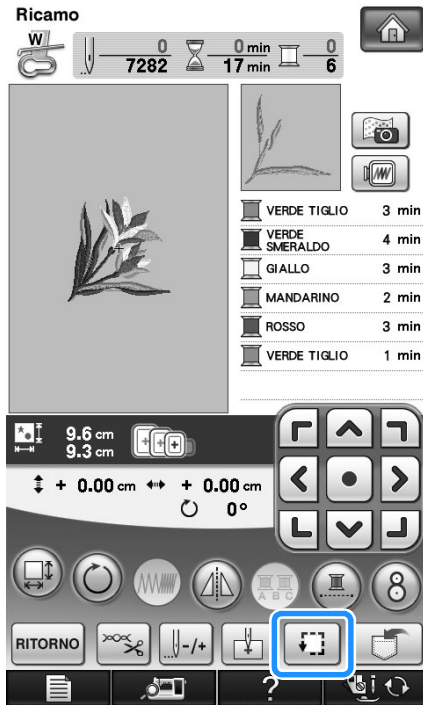 Ricamo
W
0 0 min 0
7282 17 min 6
VERDE TIGLIO 3 min
VERDE SMERALDO 4 min
GIALLO 3 min
MANDARINO 2 min
ROSSO 3 min
VERDE TIGLIO 1 min
9.6 cm
9.3 cm
+ 0.00 cm + 0.00 cm
0°
A B C
8
RITORNO -/+
?